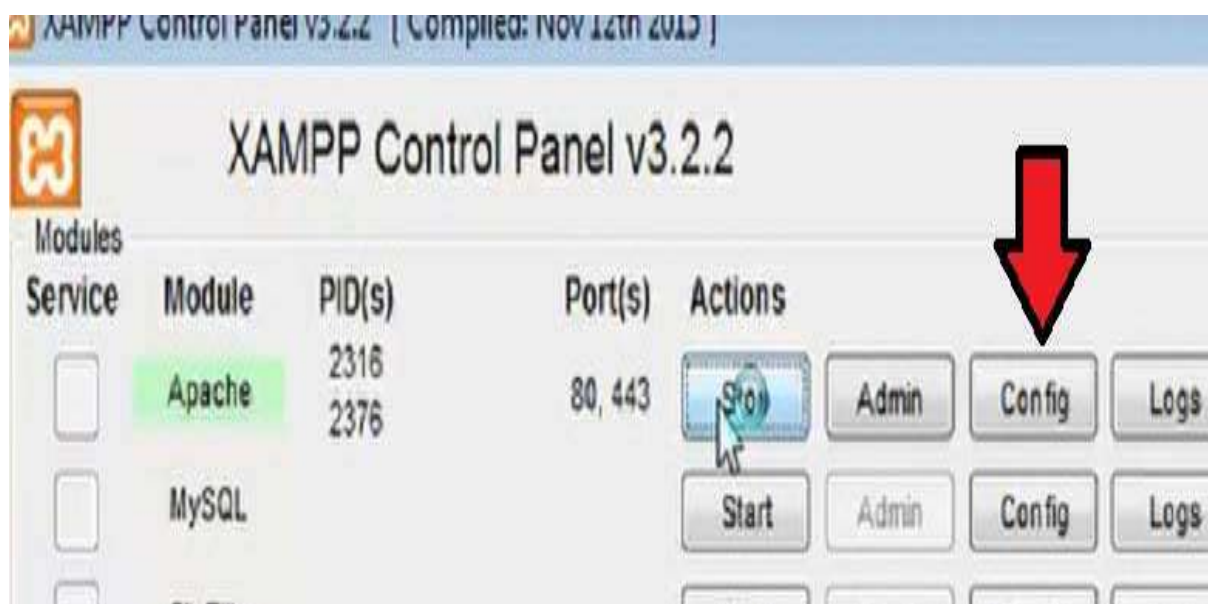 XAMPP Control Panel v3.2.2 [ Compiled: Nov 12th 2015 ]
XAMPP Control Panel v3.2.2
Modules
Service Module PID(s) Port(s) Actions
Apache 2316 2376 80, 443 Stop Admin Config Logs
MySQL Start Admin Config Logs